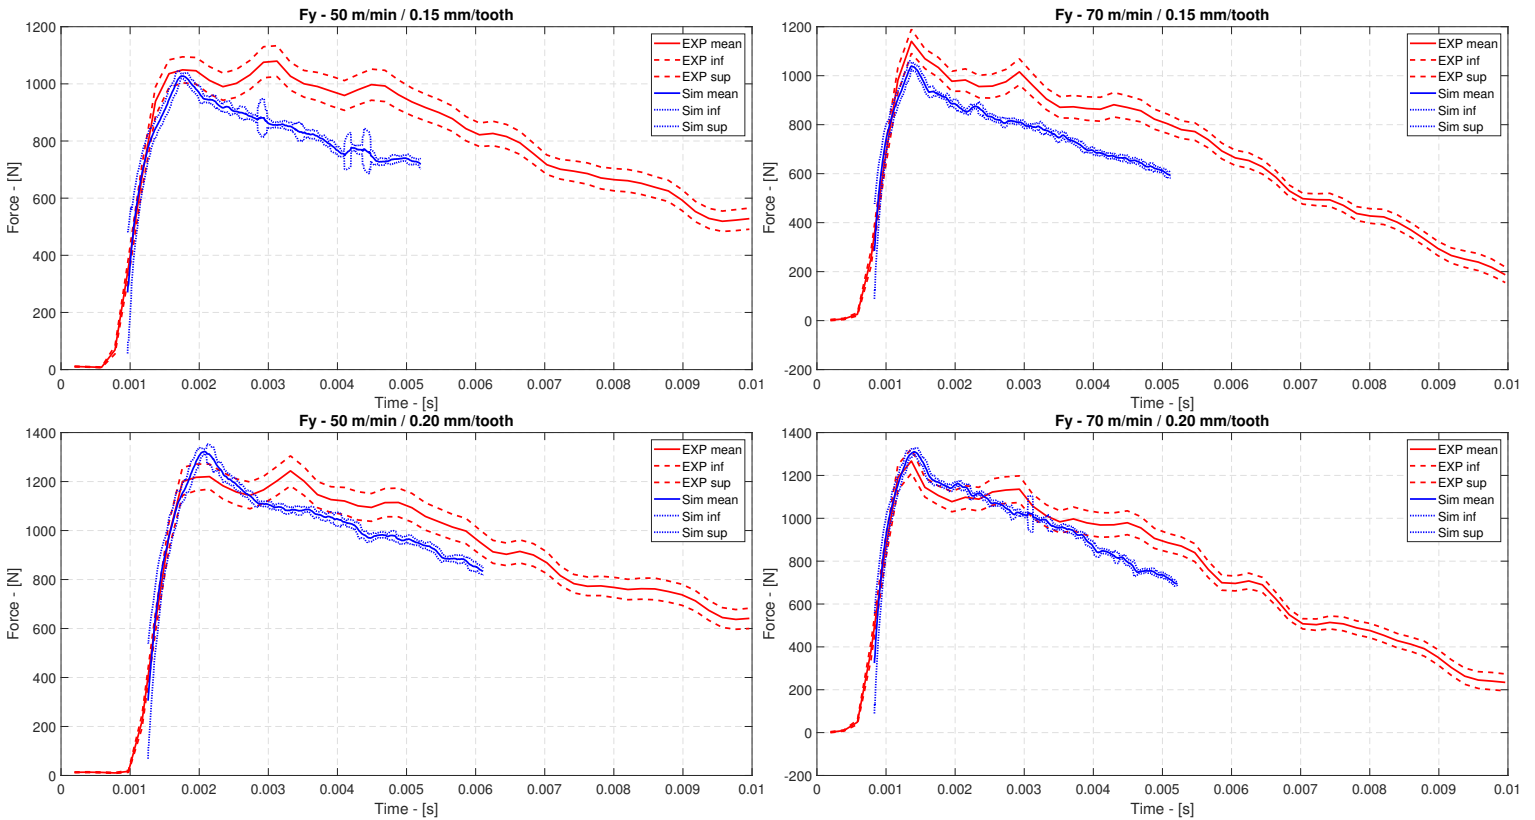 Fy - 50 m/min / 0.15 mm/tooth
Force - [N]
1200
1000
800
600
400
200
0
0 0.001 0.002 0.003 0.004 0.005 0.006 0.007 0.008 0.009 0.01
Time - [s]
EXP mean
EXP inf
EXP sup
Sim mean
Sim inf
Sim sup
Fy - 70 m/min / 0.15 mm/tooth
Force - [N]
1200
1000
800
600
400
200
0
-200
0 0.001 0.002 0.003 0.004 0.005 0.006 0.007 0.008 0.009 0.01
Time - [s]
EXP mean
EXP inf
EXP sup
Sim mean
Sim inf
Sim sup
Fy - 50 m/min / 0.20 mm/tooth
Force - [N]
1400
1200
1000
800
600
400
200
0
0 0.001 0.002 0.003 0.004 0.005 0.006 0.007 0.008 0.009 0.01
Time - [s]
EXP mean
EXP inf
EXP sup
Sim mean
Sim inf
Sim sup
Fy - 70 m/min / 0.20 mm/tooth
Force - [N]
1400
1200
1000
800
600
400
200
0
-200
0 0.001 0.002 0.003 0.004 0.005 0.006 0.007 0.008 0.009 0.01
Time - [s]
EXP mean
EXP inf
EXP sup
Sim mean
Sim inf
Sim sup